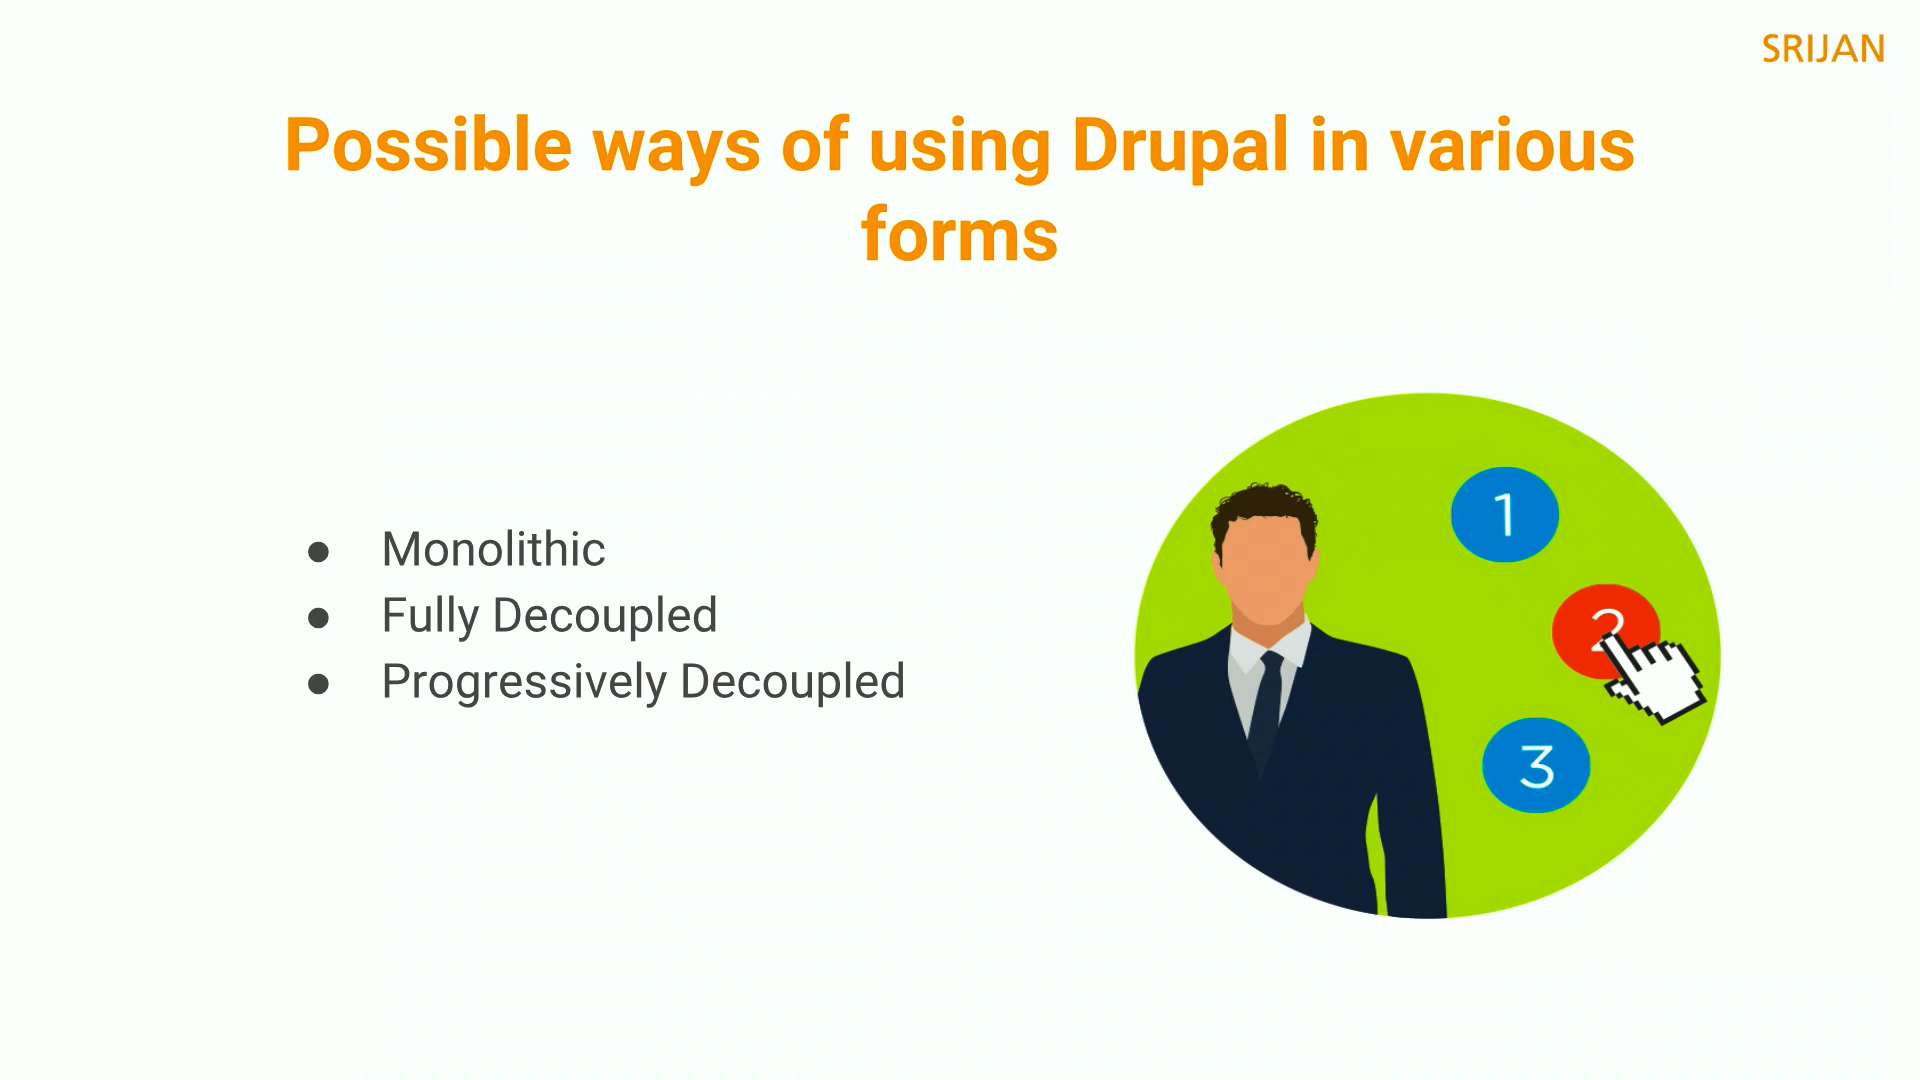 SRIJAN
Possible ways of using Drupal in various
forms
● Monolithic
● Fully Decoupled
● Progressively Decoupled
1
2
3